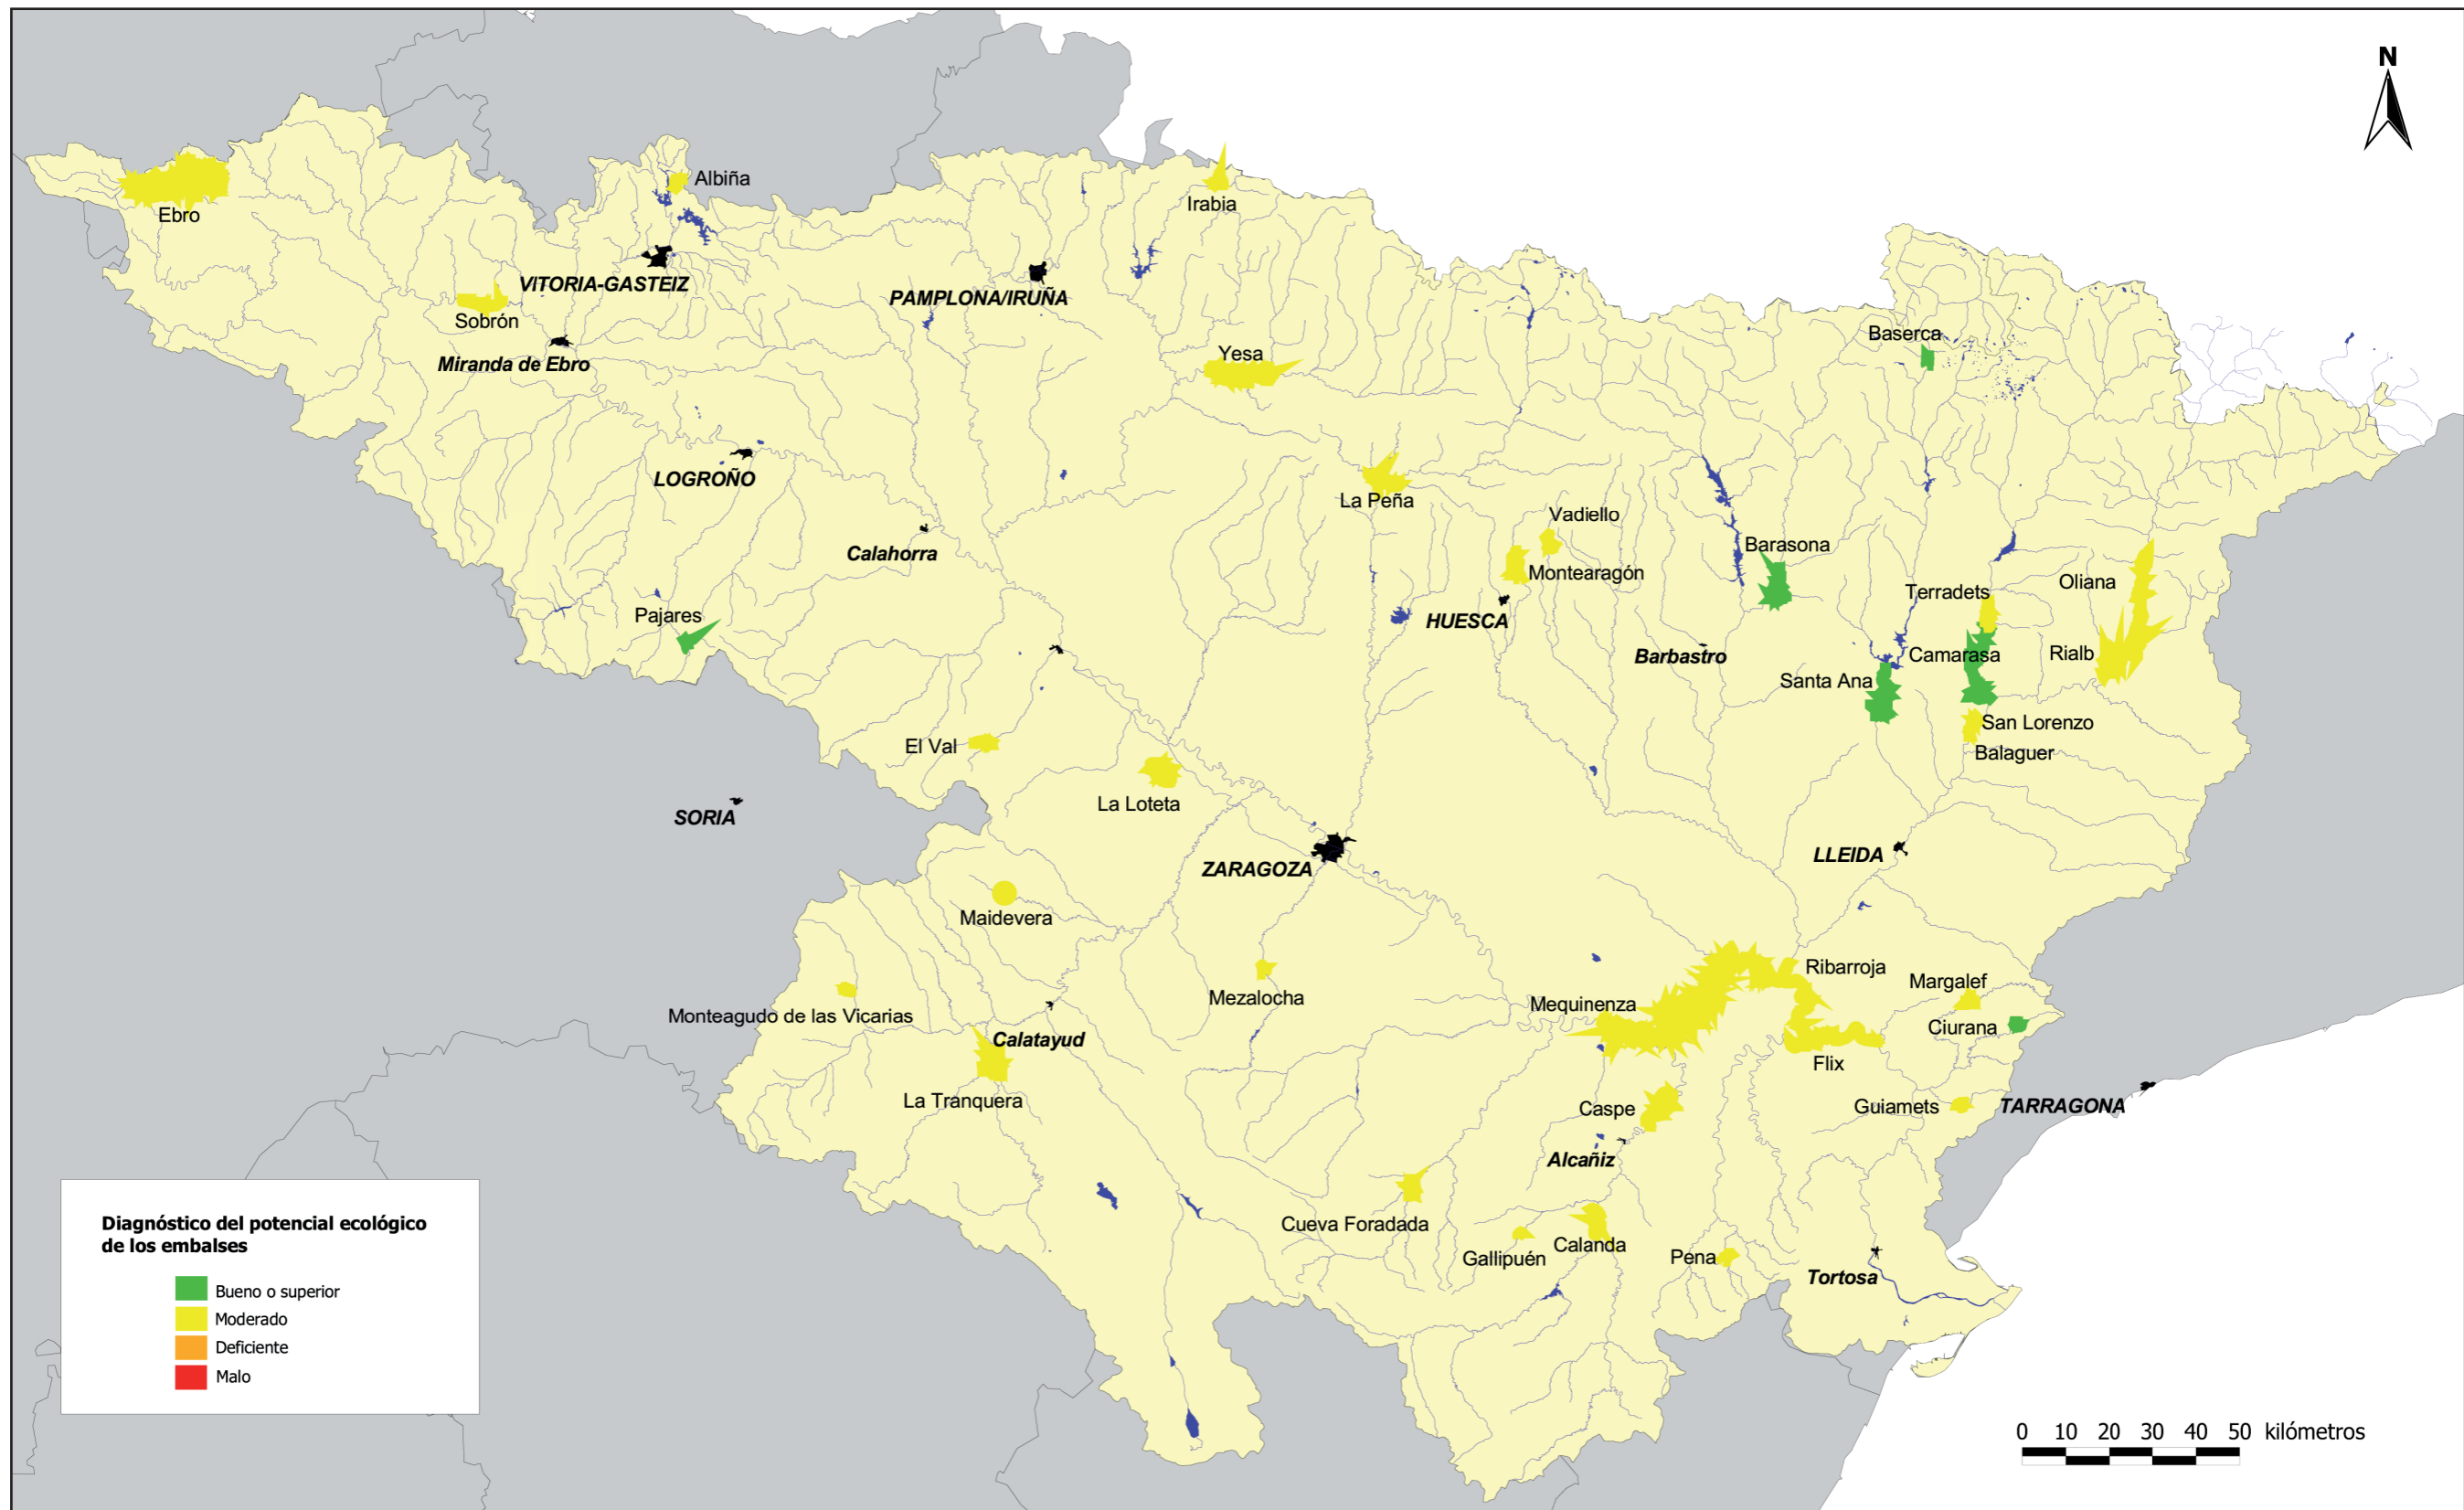 N
Albiña
Ebro
Irabia
VITORIA-GASTEIZ
PAMPLONA/IRUÑA
Sobrón
Miranda de Ebro
Yesa
Baserca
LOGROÑO
La Peña
Vadiello
Calahorra
Barasona
Montearagón
Terradets
Oliana
Pajares
HUESCA
Barbastro
Camarasa
Rialb
Santa Ana
San Lorenzo
El Val
Balaguer
La Loteta
SORIA
ZARAGOZA
LLEIDA
Maidevera
Ribarroja
Margalef
Mezalocha
Mequinenza
Monteagudo de las Vicarias
Ciurana
Calatayud
Flix
La Tranquera
Caspe
Guiamets
TARRAGONA
Alcañiz
Cueva Foradada
Calanda
Gallipuén
Pena
Tortosa
Diagnóstico del potencial ecológico
de los embalses
Bueno o superior
Moderado
Deficiente
Malo
0 10 20 30 40 50 kilómetros